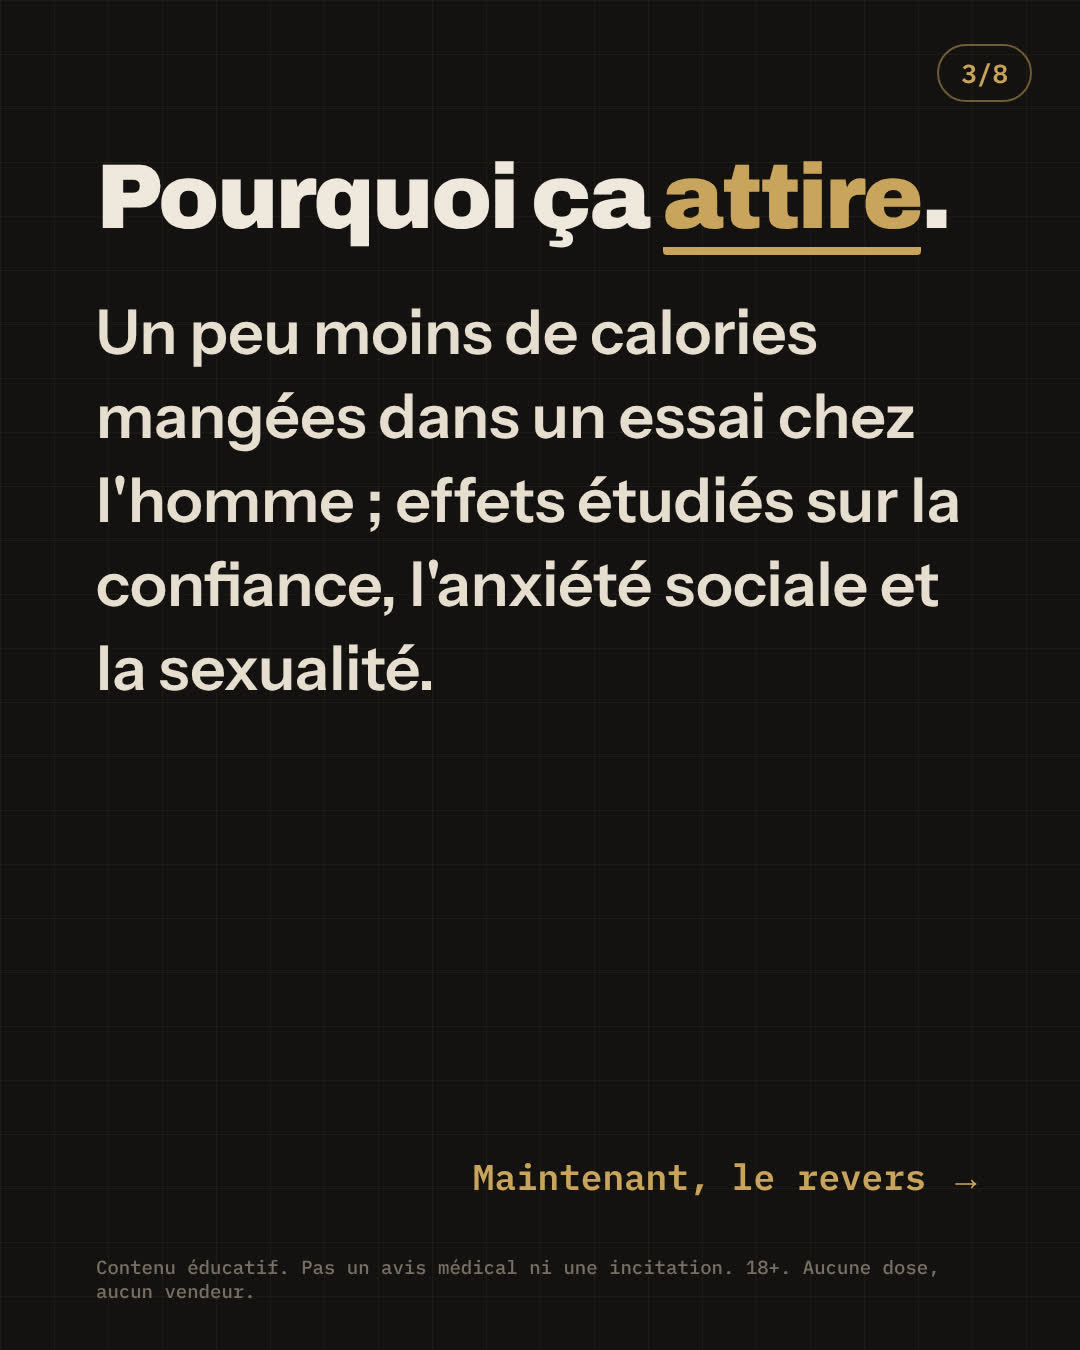 3/8
Pourquoi ça attire.
Un peu moins de calories
mangées dans un essai chez
l'homme ; effets étudiés sur la
confiance, l'anxiété sociale et
la sexualité.
Maintenant, le revers →
Contenu éducatif. Pas un avis médical ni une incitation. 18+. Aucune dose,
aucun vendeur.